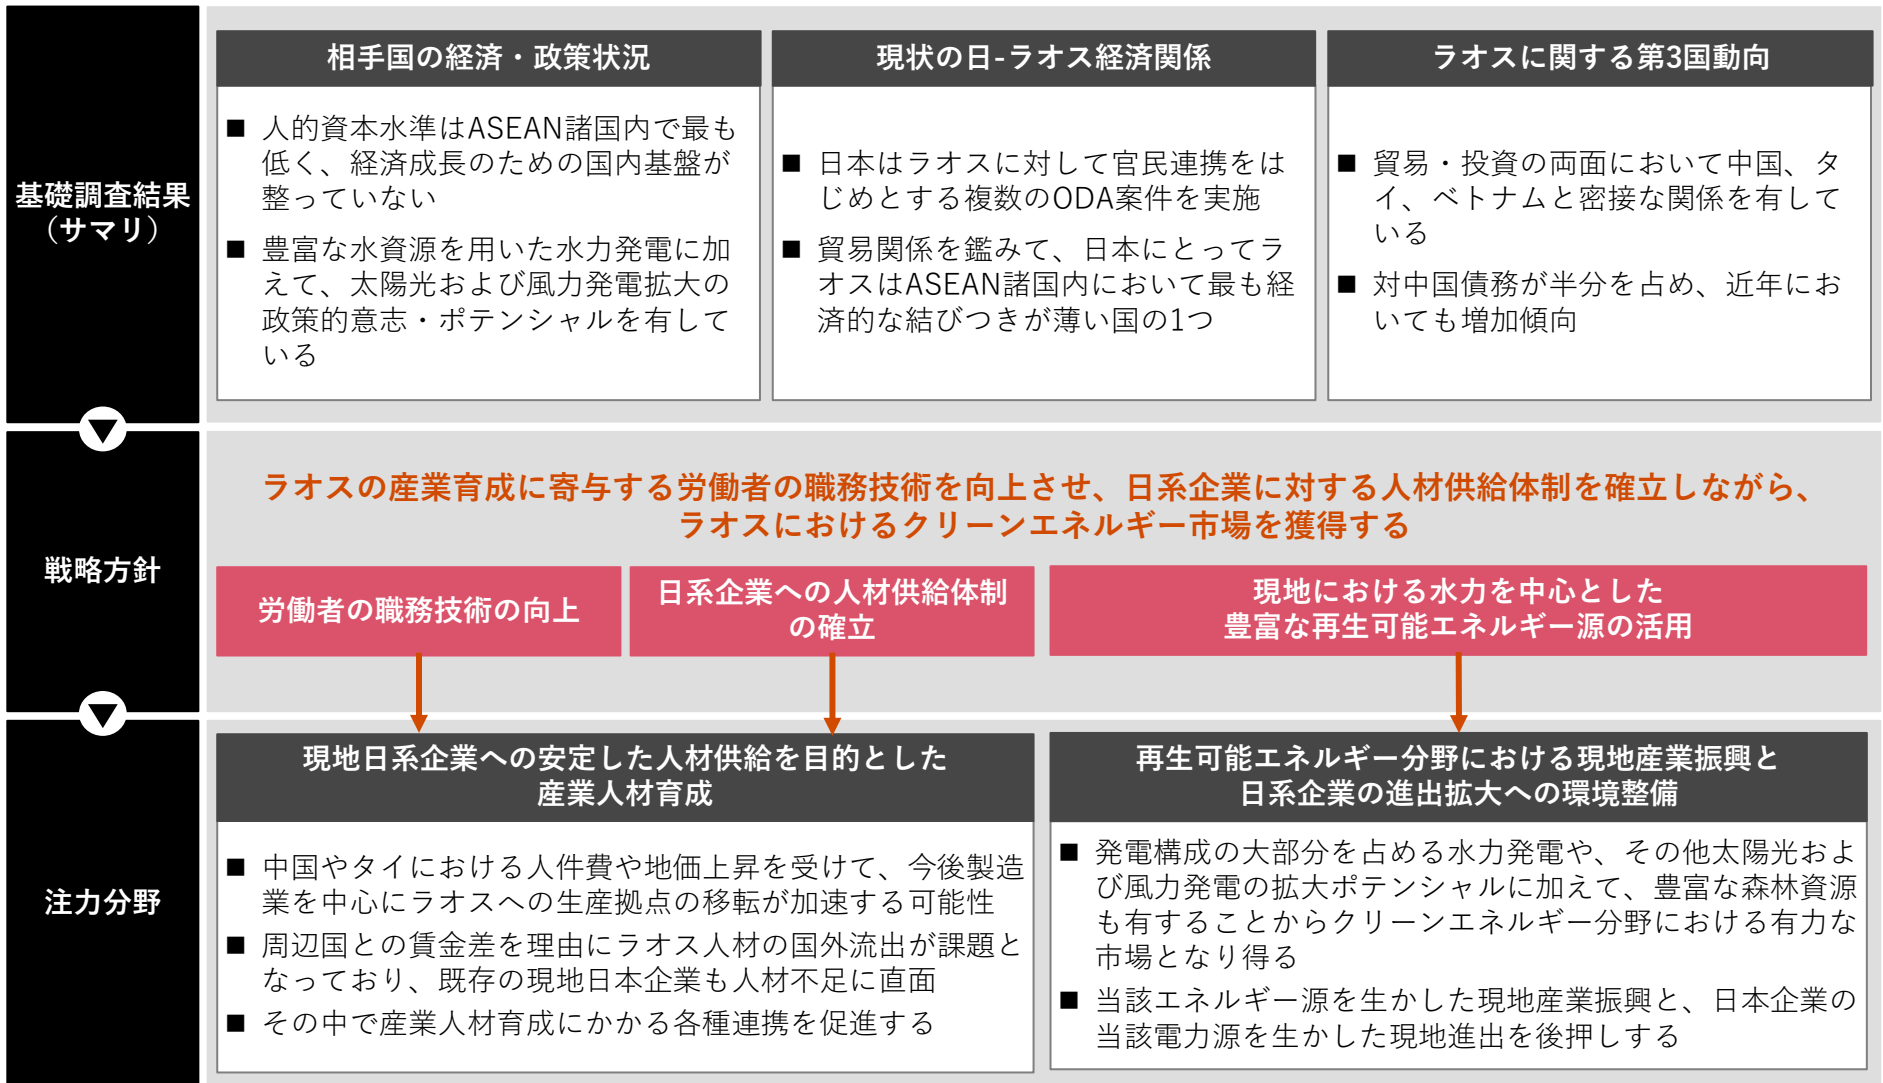 基礎調査結果
（サマリ）
相手国の経済・政策状況
■ 人的資本水準はASEAN諸国内で最も
低く、経済成長のための国内基盤が
整っていない
■ 豊富な水資源を用いた水力発電に加
えて、太陽光および風力発電拡大の
政策的意志・ポテンシャルを有して
いる
現状の日-ラオス経済関係
■ 日本はラオスに対して官民連携をは
じめとする複数のODA案件を実施
■ 貿易関係を鑑みて、日本にとってラ
オスはASEAN諸国内において最も経
済的な結びつきが薄い国の1つ
ラオスに関する第3国動向
■ 貿易・投資の両面において中国、タ
イ、ベトナムと密接な関係を有して
いる
■ 対中国債務が半分を占め、近年にお
いても増加傾向
戦略方針
ラオスの産業育成に寄与する労働者の職務技術を向上させ、日系企業に対する人材供給体制を確立しながら、
ラオスにおけるクリーンエネルギー市場を獲得する
労働者の職務技術の向上
日系企業への人材供給体制
の確立
現地における水力を中心とした
豊富な再生可能エネルギー源の活用
注力分野
現地日系企業への安定した人材供給を目的とした
産業人材育成
■ 中国やタイにおける人件費や地価上昇を受けて、今後製造
業を中心にラオスへの生産拠点の移転が加速する可能性
■ 周辺国との賃金差を理由にラオス人材の国外流出が課題と
なっており、既存の現地日本企業も人材不足に直面
■ その中で産業人材育成にかかる各種連携を促進する
再生可能エネルギー分野における現地産業振興と
日系企業の進出拡大への環境整備
■ 発電構成の大部分を占める水力発電や、その他太陽光およ
び風力発電の拡大ポテンシャルに加えて、豊富な森林資源
も有することからクリーンエネルギー分野における有力な
市場となり得る
■ 当該エネルギー源を生かした現地産業振興と、日本企業の
当該電力源を生かした現地進出を後押しする